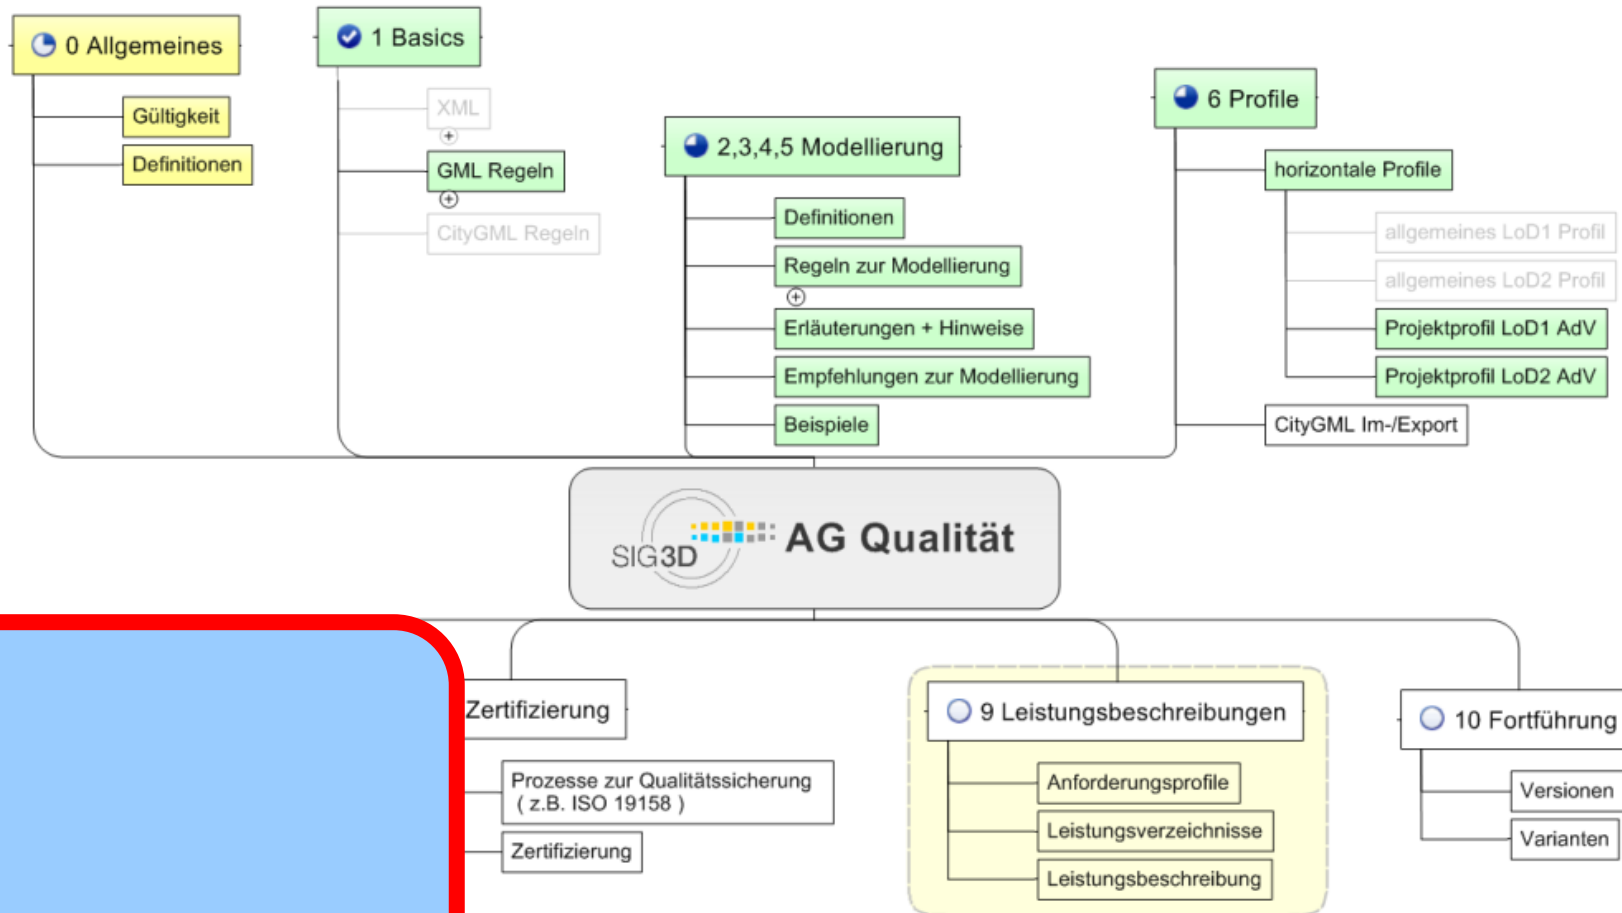 0 Allgemeines
Gültigkeit
Definitionen
1 Basics
XML
GML Regeln
CityGML Regeln
2,3,4,5 Modellierung
Definitionen
Regeln zur Modellierung
Erläuterungen + Hinweise
Empfehlungen zur Modellierung
Beispiele
6 Profile
horizontale Profile
allgemeines LoD1 Profil
allgemeines LoD2 Profil
Projektprofil LoD1 AdV
Projektprofil LoD2 AdV
CityGML Im-/Export
SIG3D
AG Qualität
Zertifizierung
Prozesse zur Qualitätssicherung
( z.B. ISO 19158 )
Zertifizierung
9 Leistungsbeschreibungen
Anforderungsprofile
Leistungsverzeichnisse
Leistungsbeschreibung
10 Fortführung
Versionen
Varianten